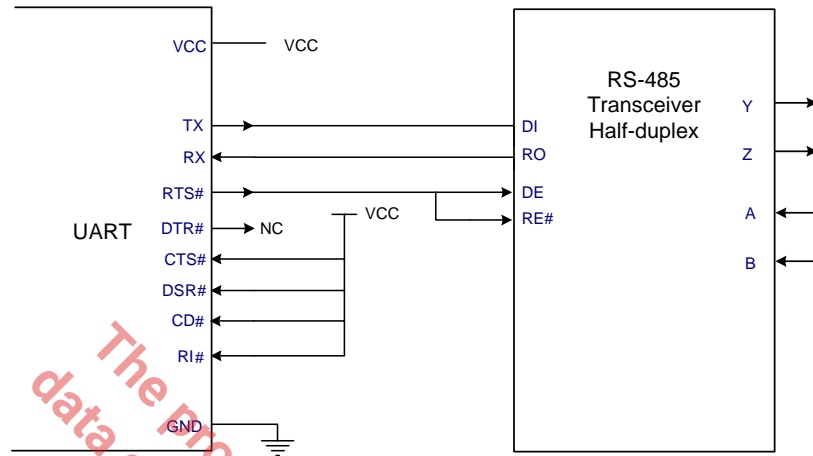 VCC VCC
RS-485
Transceiver
Half-duplex
TX
RX
RTS#
DTR# NC
VCC
CTS#
DSR#
CD#
RI#
GND
UART
DI
RO
DE
RE#
Y
Z
A
B
The pro
data